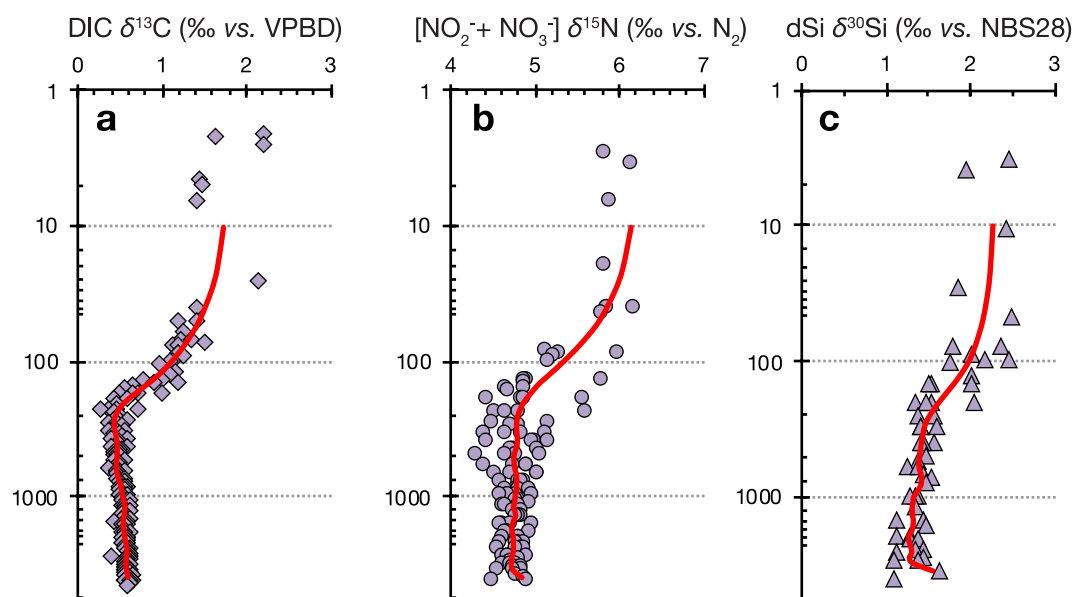 DIC δ¹³C (‰ vs. VPBD)
0 1 2 3
1
10
100
1000
a
[NO₂⁻ + NO₃⁻] δ¹⁵N (‰ vs. N₂)
4 5 6 7
1
10
100
1000
b
dSi δ³⁰Si (‰ vs. NBS28)
0 1 2 3
1
10
100
1000
c